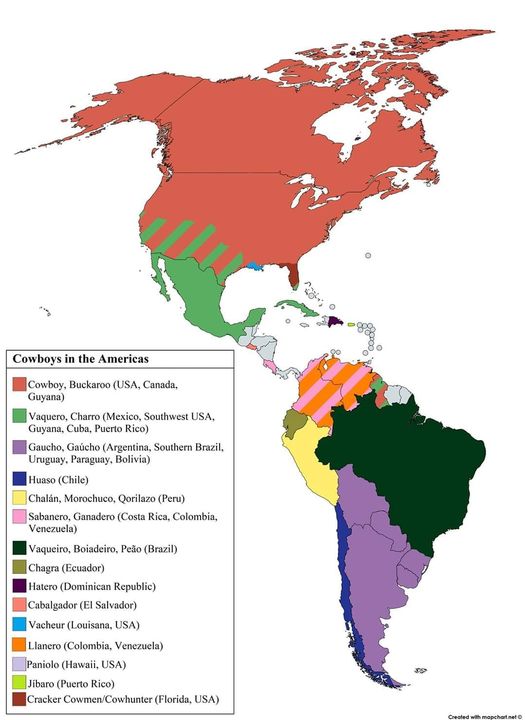 Cowboys in the Americas
Cowboy, Buckaroo (USA, Canada,
Guyana)
Vaquero, Charro (Mexico, Southwest USA,
Guyana, Cuba, Puerto Rico)
Gaucho, Gaúcho (Argentina, Southern Brazil,
Uruguay, Paraguay, Bolivia)
Huaso (Chile)
Chalán, Morochuco, Qorilazo (Peru)
Sabanero, Ganadero (Costa Rica, Colombia,
Venezuela)
Vaqueiro, Boiadeiro, Peão (Brazil)
Chagra (Ecuador)
Hatero (Dominican Republic)
Cabalgador (El Salvador)
Vacheur (Louisana, USA)
Llanero (Colombia, Venezuela)
Paniolo (Hawaii, USA)
Jíbaro (Puerto Rico)
Cracker Cowmen/Cowhunter (Florida, USA)
Created with mapchart.net ©